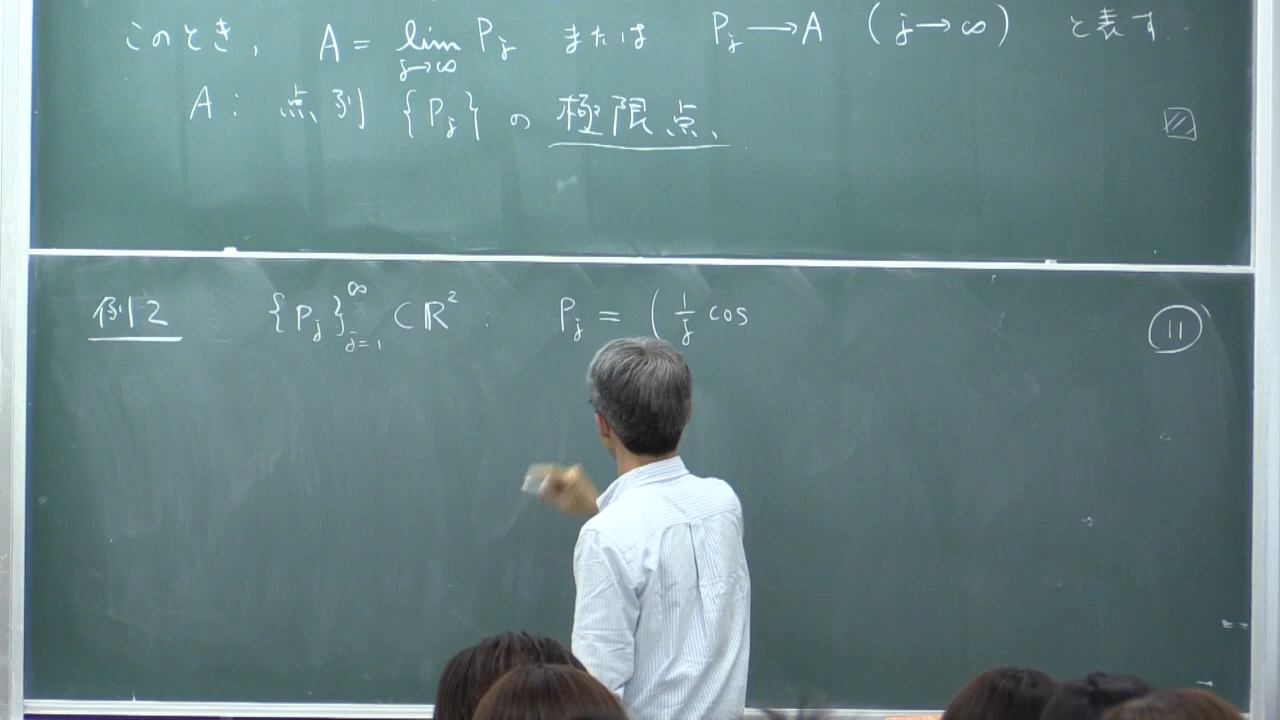 このとき, A = lim_{j→∞} P_j または P_j → A (j→∞) と表す.
A : 点列 {P_j} の 極限点
例2 {P_j}_{j=1}^∞ ⊂ ℝ² : P_j = ( 1/j cos
⑪